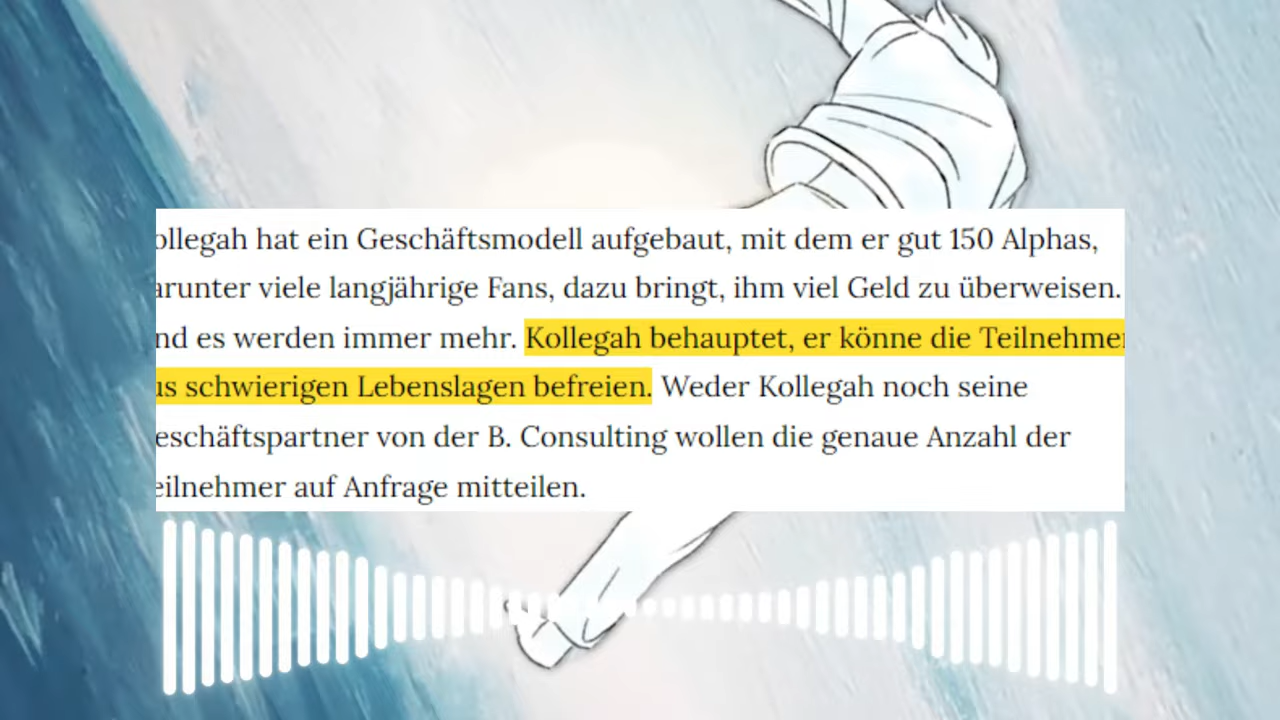 ollegah hat ein Geschäftsmodell aufgebaut, mit dem er gut 150 Alphas,
arunter viele langjährige Fans, dazu bringt, ihm viel Geld zu überweisen.
nd es werden immer mehr. Kollegah behauptet, er könne die Teilnehmer
us schwierigen Lebenslagen befreien. Weder Kollegah noch seine
eschäftspartner von der B. Consulting wollen die genaue Anzahl der
eilnehmer auf Anfrage mitteilen.